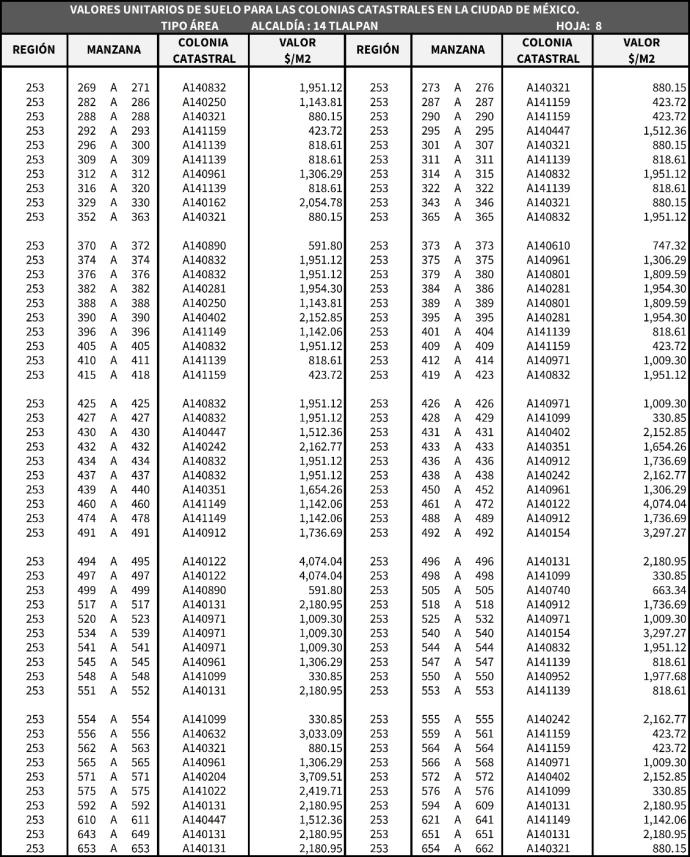 VALORES UNITARIOS DE SUELO PARA LAS COLONIAS CATASTRALES EN LA CIUDAD DE MÉXICO.
TIPO ÁREA ALCALDÍA : 14 TLALPAN HOJA: 8
REGIÓN MANZANA COLONIA CATASTRAL VALOR $/M2 REGIÓN MANZANA COLONIA CATASTRAL VALOR $/M2
253 269 A 271 A140832 1,951.12 253 273 A 276 A140321 880.15
253 282 A 286 A140250 1,143.81 253 287 A 287 A141159 423.72
253 288 A 288 A140321 880.15 253 290 A 290 A141159 423.72
253 292 A 293 A141159 423.72 253 295 A 295 A140447 1,512.36
253 296 A 300 A141139 818.61 253 301 A 307 A140321 880.15
253 309 A 309 A141139 818.61 253 311 A 311 A141139 818.61
253 312 A 312 A140961 1,306.29 253 314 A 315 A140832 1,951.12
253 316 A 320 A141139 818.61 253 322 A 322 A141139 818.61
253 329 A 330 A140162 2,054.78 253 343 A 346 A140321 880.15
253 352 A 363 A140321 880.15 253 365 A 365 A140832 1,951.12
253 370 A 372 A140890 591.80 253 373 A 373 A140610 747.32
253 374 A 374 A140832 1,951.12 253 375 A 375 A140961 1,306.29
253 376 A 376 A140832 1,951.12 253 379 A 380 A140801 1,809.59
253 382 A 382 A140281 1,954.30 253 384 A 386 A140281 1,954.30
253 388 A 388 A140250 1,143.81 253 389 A 389 A140801 1,809.59
253 390 A 390 A140402 2,152.85 253 395 A 395 A140281 1,954.30
253 396 A 396 A141149 1,142.06 253 401 A 404 A141139 818.61
253 405 A 405 A140832 1,951.12 253 409 A 409 A141159 423.72
253 410 A 411 A141139 818.61 253 412 A 414 A140971 1,009.30
253 415 A 418 A141159 423.72 253 419 A 423 A140832 1,951.12
253 425 A 425 A140832 1,951.12 253 426 A 426 A140971 1,009.30
253 427 A 427 A140832 1,951.12 253 428 A 429 A141099 330.85
253 430 A 430 A140447 1,512.36 253 431 A 431 A140402 2,152.85
253 432 A 432 A140242 2,162.77 253 433 A 433 A140351 1,654.26
253 434 A 434 A140832 1,951.12 253 436 A 436 A140912 1,736.69
253 437 A 437 A140832 1,951.12 253 438 A 438 A140242 2,162.77
253 439 A 440 A140351 1,654.26 253 450 A 452 A140961 1,306.29
253 460 A 460 A141149 1,142.06 253 461 A 472 A140122 4,074.04
253 474 A 478 A141149 1,142.06 253 488 A 489 A140912 1,736.69
253 491 A 491 A140912 1,736.69 253 492 A 492 A140154 3,297.27
253 494 A 495 A140122 4,074.04 253 496 A 496 A140131 2,180.95
253 497 A 497 A140122 4,074.04 253 498 A 498 A141099 330.85
253 499 A 499 A140890 591.80 253 505 A 505 A140740 663.34
253 517 A 517 A140131 2,180.95 253 518 A 518 A140912 1,736.69
253 520 A 523 A140971 1,009.30 253 525 A 532 A140971 1,009.30
253 534 A 539 A140971 1,009.30 253 540 A 540 A140154 3,297.27
253 541 A 541 A140971 1,009.30 253 544 A 544 A140832 1,951.12
253 545 A 545 A140961 1,306.29 253 547 A 547 A141139 818.61
253 548 A 548 A141099 330.85 253 550 A 550 A140952 1,977.68
253 551 A 552 A140131 2,180.95 253 553 A 553 A141139 818.61
253 554 A 554 A141099 330.85 253 555 A 555 A140242 2,162.77
253 556 A 556 A140632 3,033.09 253 559 A 561 A141159 423.72
253 562 A 563 A140321 880.15 253 564 A 564 A141159 423.72
253 565 A 565 A140961 1,306.29 253 566 A 568 A140971 1,009.30
253 571 A 571 A140204 3,709.51 253 572 A 572 A140402 2,152.85
253 575 A 575 A141022 2,419.71 253 576 A 576 A141099 330.85
253 592 A 592 A140131 2,180.95 253 594 A 609 A140131 2,180.95
253 610 A 611 A140447 1,512.36 253 621 A 641 A141149 1,142.06
253 643 A 649 A140131 2,180.95 253 651 A 651 A140131 2,180.95
253 653 A 653 A140131 2,180.95 253 654 A 662 A140321 880.15